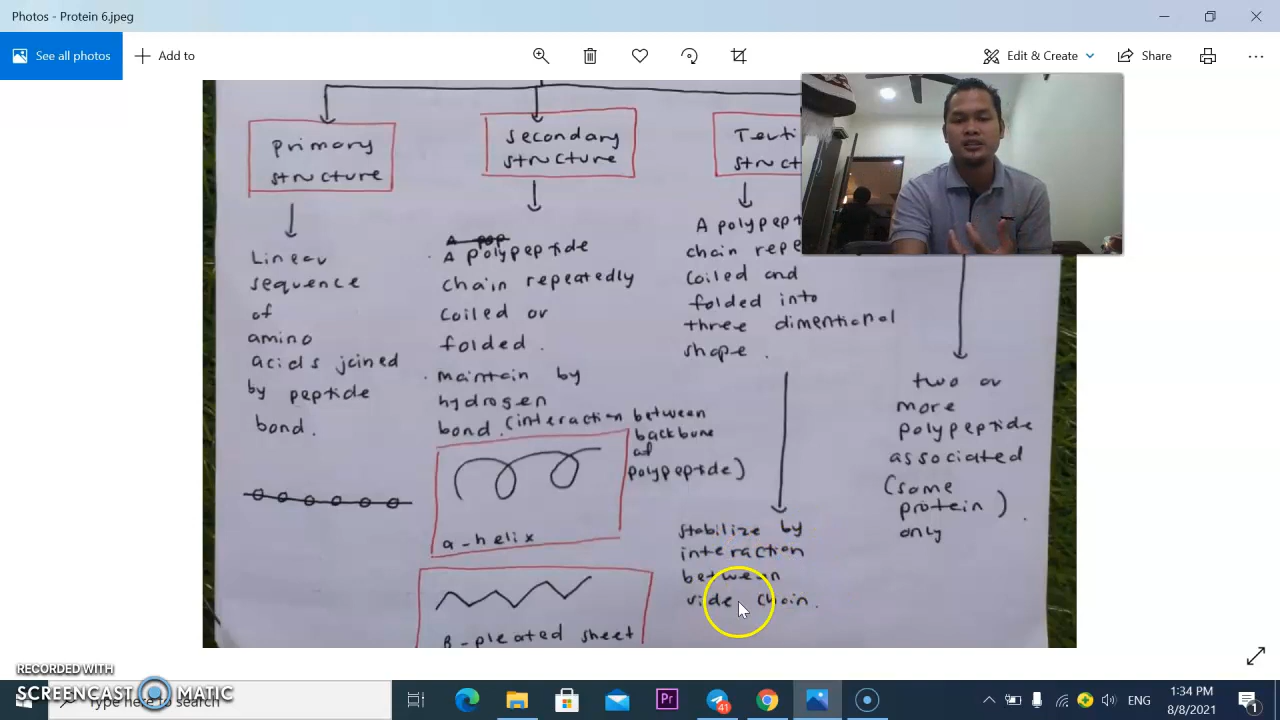 Photos - Protein 6.jpeg
See all photos
Add to
Edit & Create
Share
primary
structure
Linear
sequence
of
amino
acids joined
by peptide
bond.
secondary
structure
A polypeptide
chain repeatedly
coiled or
folded.
maintain by
hydrogen
bond. (interaction between
backbone
of
polypeptide)
a-helix
B-pleated sheet
Terti
struct
A polypept
chain repe
coiled and
folded into
three dimentional
shape.
stabilize by
interaction
between
side chain.
two or
more
polypeptide
associated
(some
protein)
only
RECORDED WITH
SCREENCAST MATIC
Type here to search
41
ENG
1:34 PM
8/8/2021
1